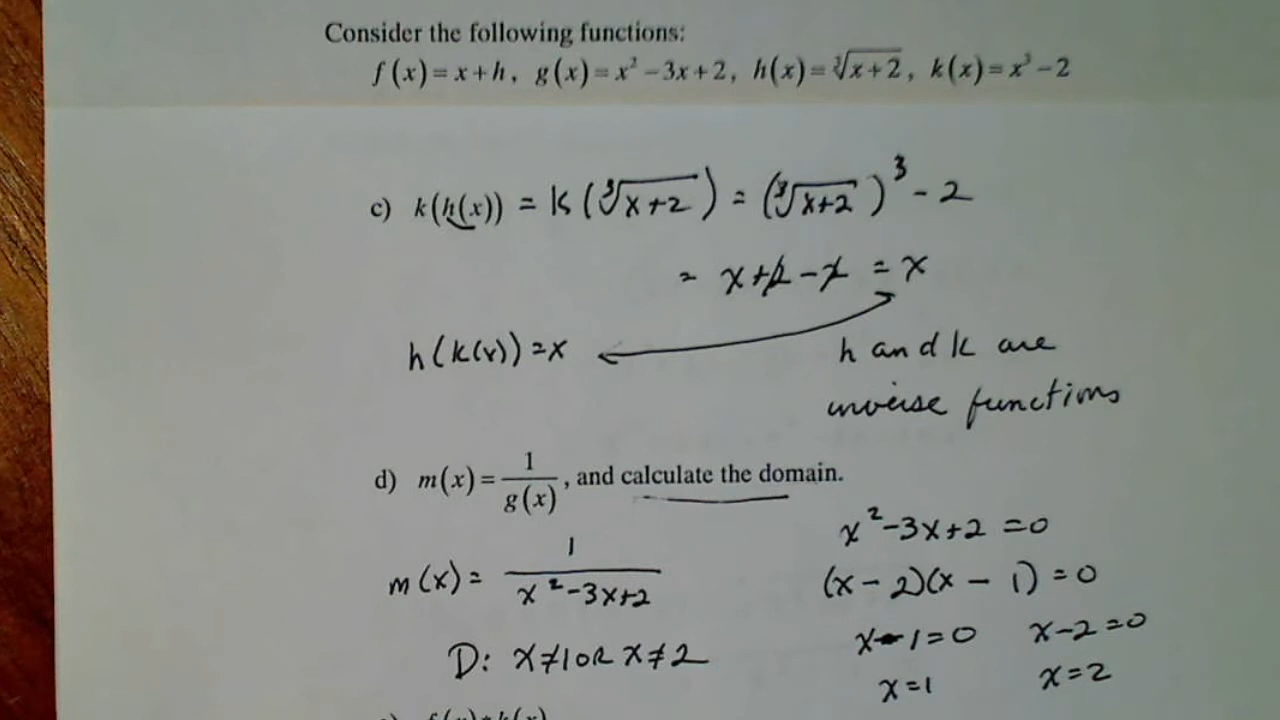 Consider the following functions:
f(x) = x + h, g(x) = x² − 3x + 2, h(x) = ∛(x + 2), k(x) = x³ − 2
c) k(h(x)) = k(∛(x+2)) = (∛(x+2))³ − 2
= x + 2 − 2 = x
h(k(x)) = x
h and k are
inverse functions
d) m(x) = 1/g(x), and calculate the domain.
x² − 3x + 2 = 0
m(x) = 1/(x² − 3x + 2)
(x − 2)(x − 1) = 0
x − 1 = 0 x − 2 = 0
D: x ≠ 1 OR x ≠ 2
x = 1 x = 2